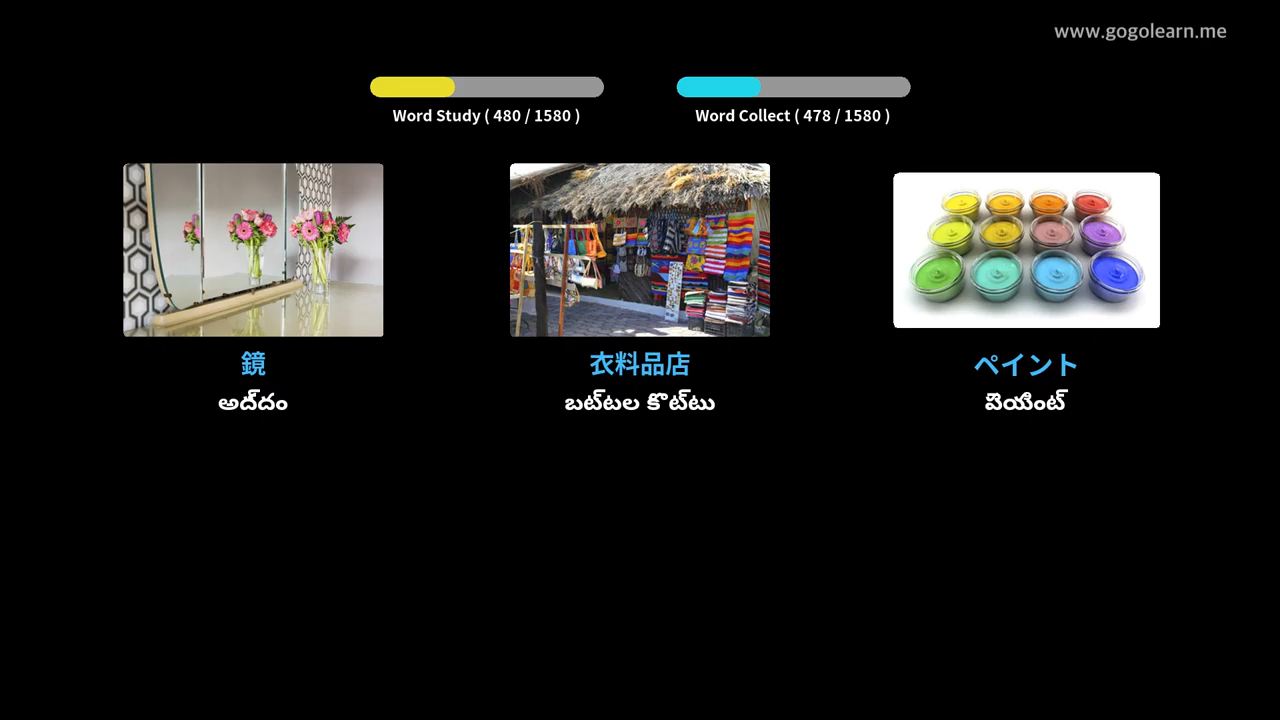 www.gogolearn.me
Word Study ( 480 / 1580 )
Word Collect ( 478 / 1580 )
鏡
衣料品店
ペイント
అద్దం
బట్టల కొట్టు
పెయింట్